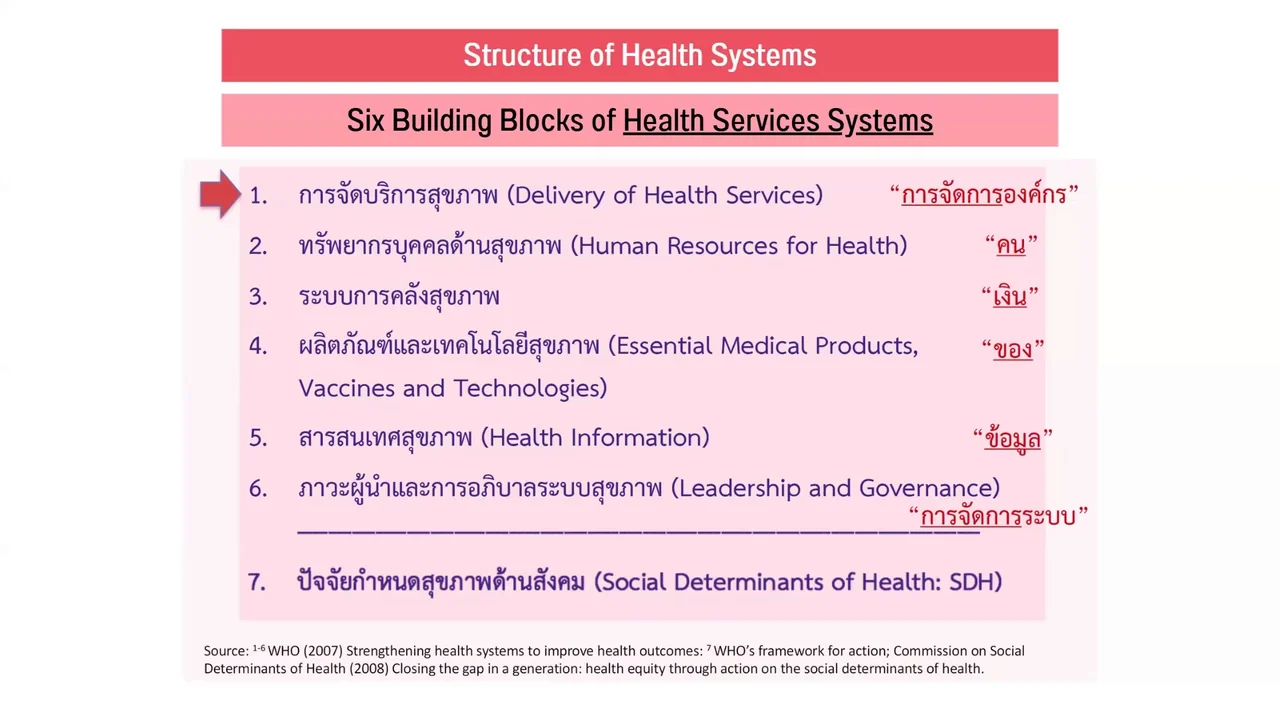 Structure of Health Systems
Six Building Blocks of Health Services Systems
1. การจัดบริการสุขภาพ (Delivery of Health Services) “การจัดการองค์กร”
2. ทรัพยากรบุคคลด้านสุขภาพ (Human Resources for Health) “คน”
3. ระบบการคลังสุขภาพ “เงิน”
4. ผลิตภัณฑ์และเทคโนโลยีสุขภาพ (Essential Medical Products, “ของ”
Vaccines and Technologies)
5. สารสนเทศสุขภาพ (Health Information) “ข้อมูล”
6. ภาวะผู้นำและการอภิบาลระบบสุขภาพ (Leadership and Governance)
“การจัดการระบบ”
7. ปัจจัยกำหนดสุขภาพด้านสังคม (Social Determinants of Health: SDH)
Source: 1-6 WHO (2007) Strengthening health systems to improve health outcomes: 7 WHO’s framework for action; Commission on Social
Determinants of Health (2008) Closing the gap in a generation: health equity through action on the social determinants of health.